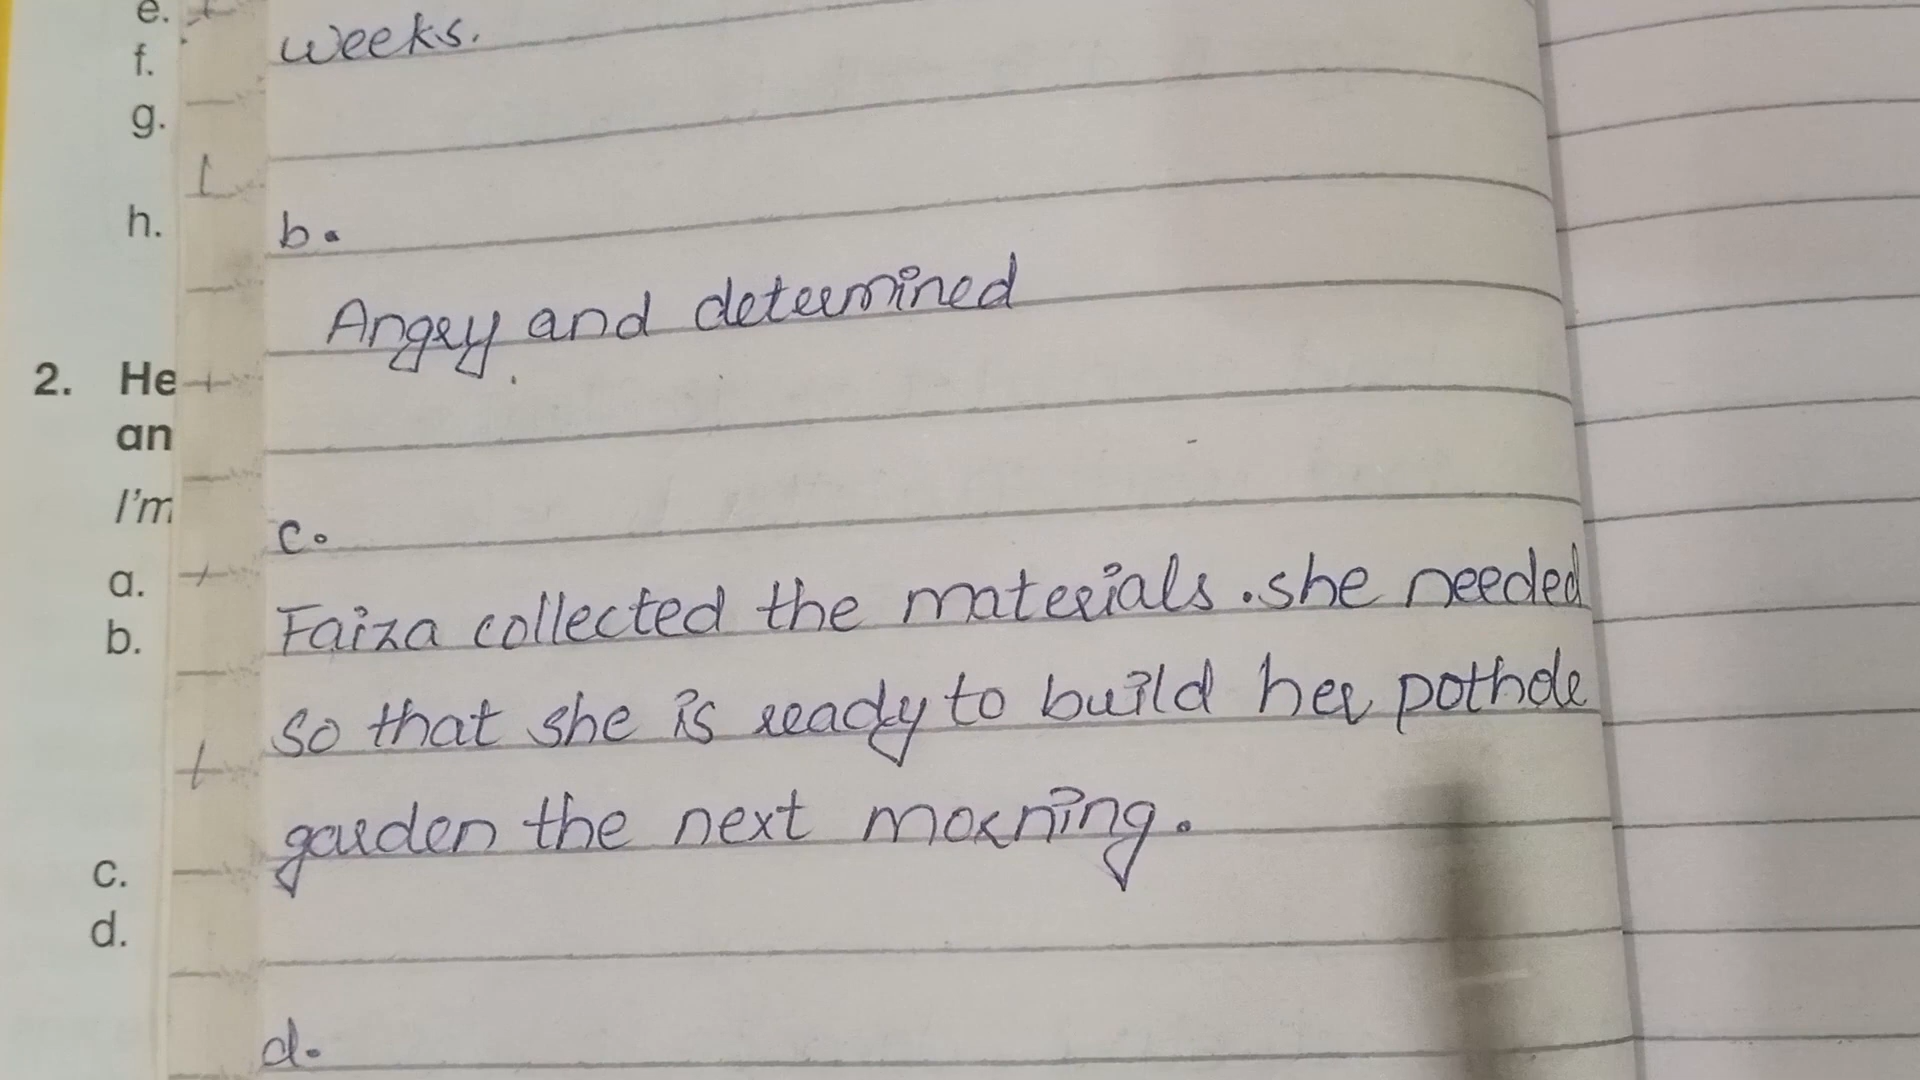 e.
weeks.
f.
g.
h.
b.
Angry and determined
2. He
an
I'm
c.
a.
Faiza collected the materials. she needed
b.
so that she is ready to build her pothole
garden the next morning.
c.
d.
d.